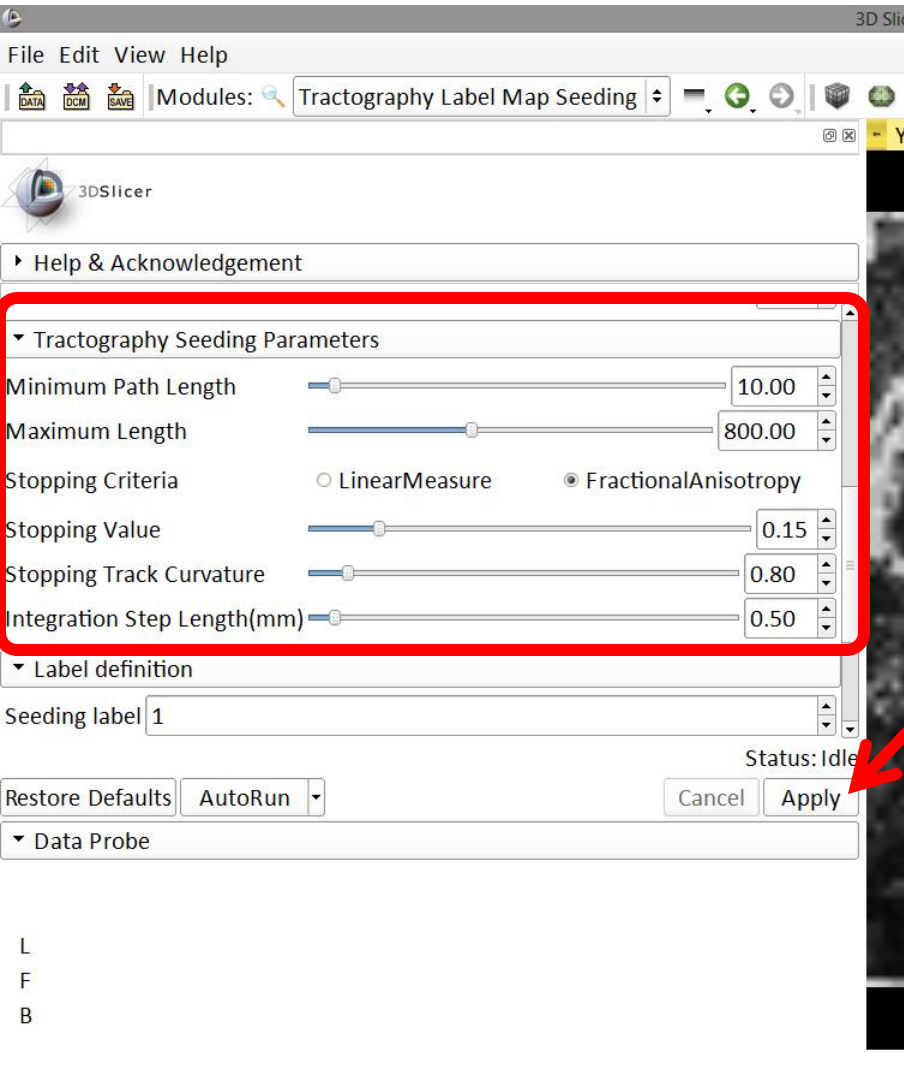 3D Slic
File Edit View Help
DATA DCM SAVE Modules: Tractography Label Map Seeding
Y
3DSlicer
Help & Acknowledgement
Tractography Seeding Parameters
Minimum Path Length 10.00
Maximum Length 800.00
Stopping Criteria LinearMeasure FractionalAnisotropy
Stopping Value 0.15
Stopping Track Curvature 0.80
Integration Step Length(mm) 0.50
Label definition
Seeding label 1
Status: Idle
Restore Defaults AutoRun Cancel Apply
Data Probe
L
F
B